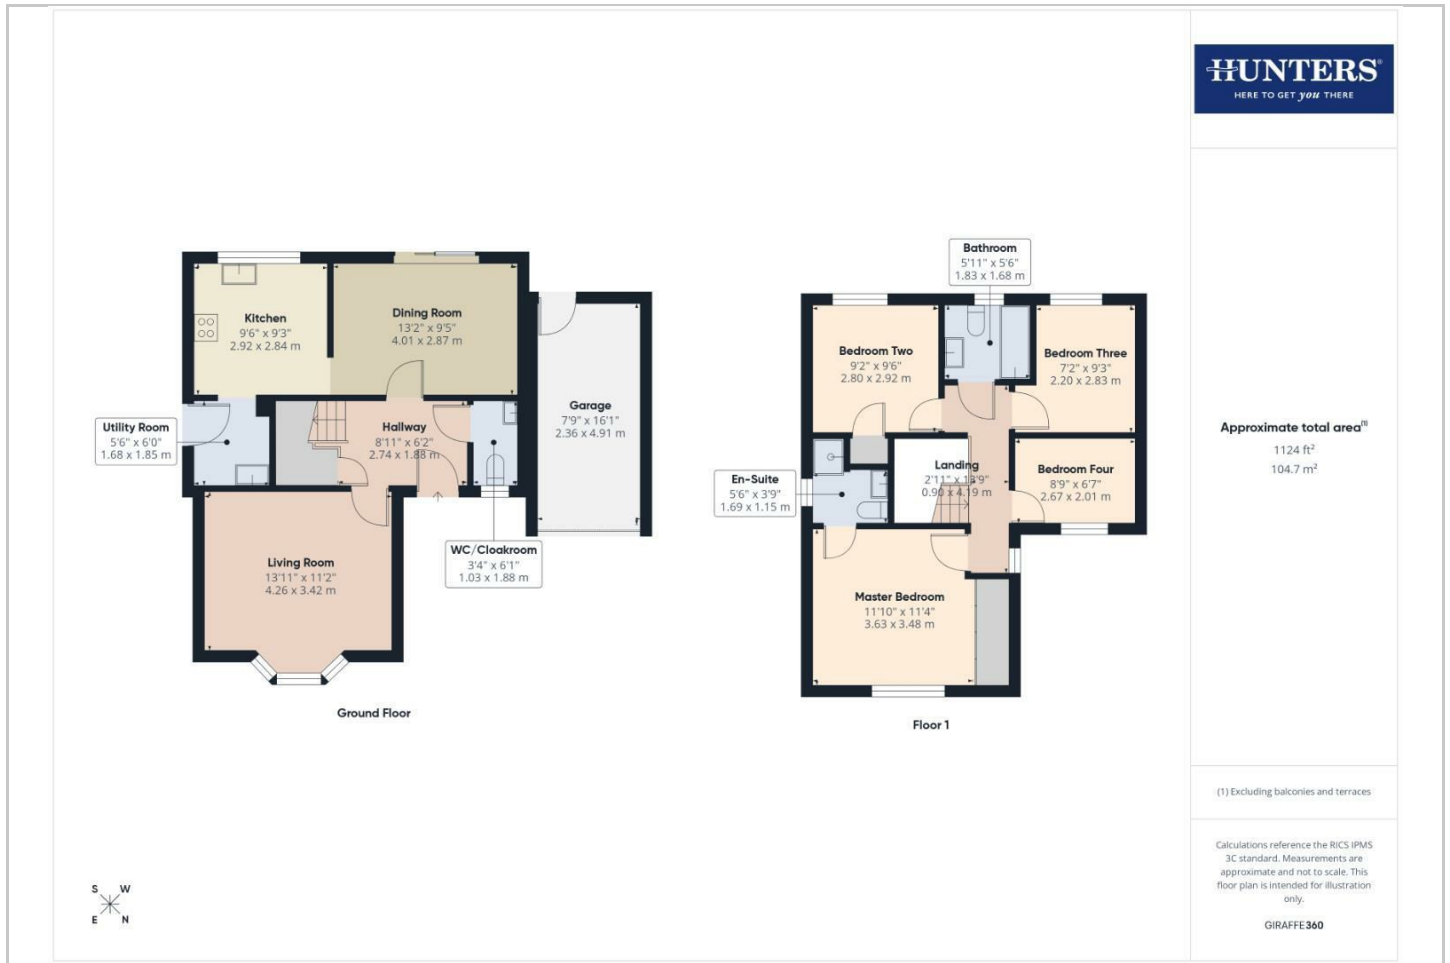 HUNTERS®
HERE TO GET you THERE
Bathroom
5'11" x 5'6"
1.83 x 1.68 m
Kitchen
9'6" x 9'3"
2.92 x 2.84 m
Dining Room
13'2" x 9'5"
4.01 x 2.87 m
Utility Room
5'6" x 6'0"
1.68 x 1.85 m
Hallway
8'11" x 6'2"
2.74 x 1.88 m
Garage
7'9" x 16'1"
2.36 x 4.91 m
Living Room
13'11" x 11'2"
4.26 x 3.42 m
WC/Cloakroom
3'4" x 6'1"
1.03 x 1.88 m
Ground Floor
Bedroom Two
9'2" x 9'6"
2.80 x 2.92 m
Bedroom Three
7'2" x 9'3"
2.20 x 2.83 m
En-Suite
5'6" x 3'9"
1.69 x 1.15 m
Landing
2'11" x 13'9"
0.90 x 4.19 m
Bedroom Four
8'9" x 6'7"
2.67 x 2.01 m
Master Bedroom
11'10" x 11'4"
3.63 x 3.48 m
Floor 1
Approximate total area(1)
1124 ft²
104.7 m²
(1) Excluding balconies and terraces
Calculations reference the RICS IPMS
3C standard. Measurements are
approximate and not to scale. This
floor plan is intended for illustration
only.
GIRAFFE360
S W
E N